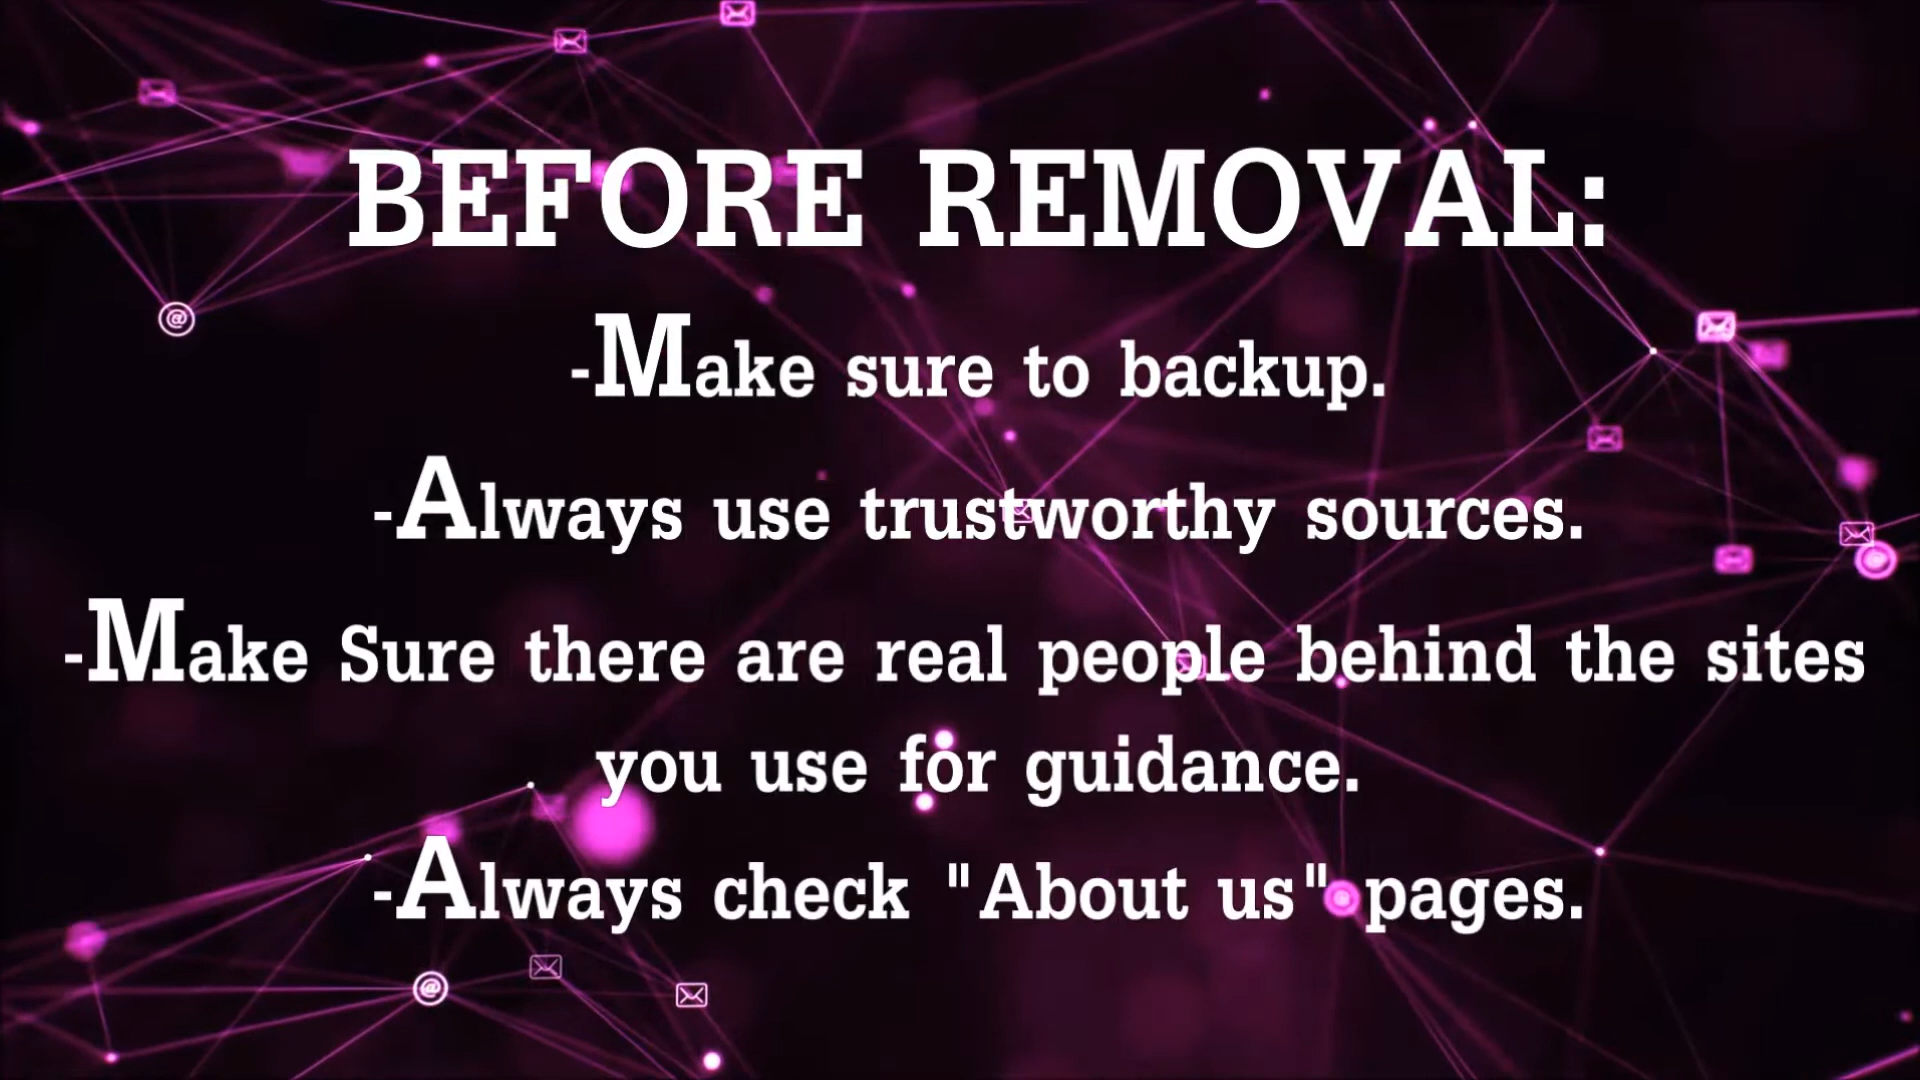 BEFORE REMOVAL:
-Make sure to backup.
-Always use trustworthy sources.
-Make Sure there are real people behind the sites
you use for guidance.
-Always check "About us" pages.